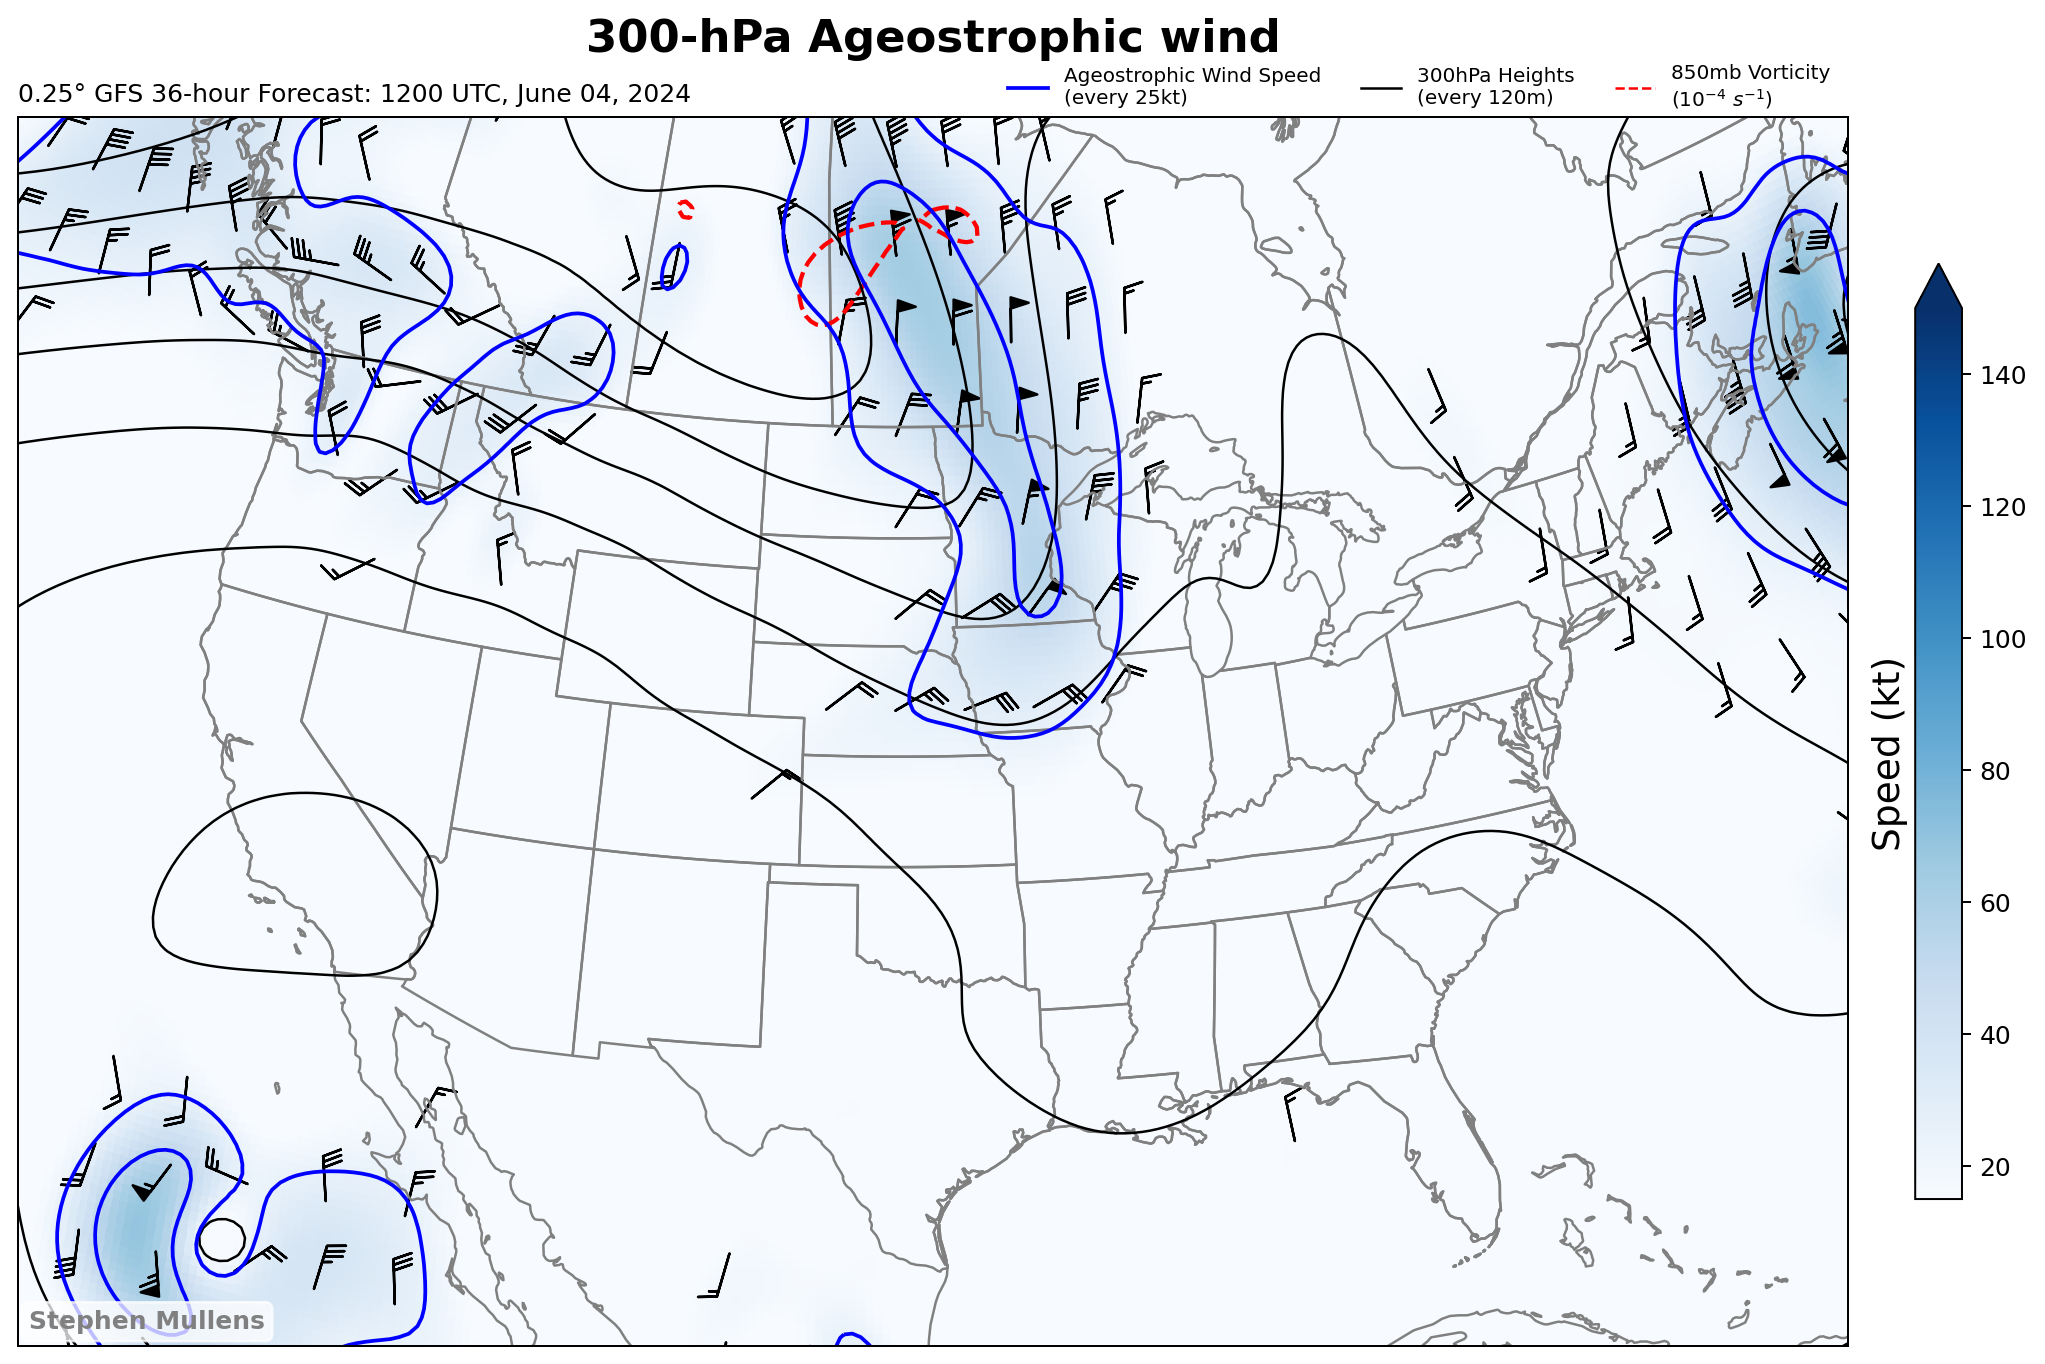 300-hPa Ageostrophic wind
0.25° GFS 36-hour Forecast: 1200 UTC, June 04, 2024
Ageostrophic Wind Speed
(every 25kt)
300hPa Heights
(every 120m)
850mb Vorticity
(10⁻⁴ s⁻¹)
140
120
100
80
60
40
20
Speed (kt)
Stephen Mullens